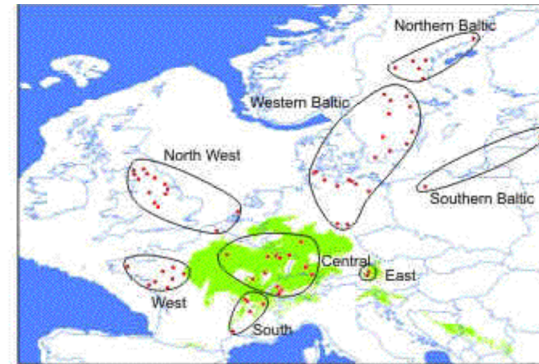 Northern Baltic
Western Baltic
North West
Southern Baltic
Central
East
West
South